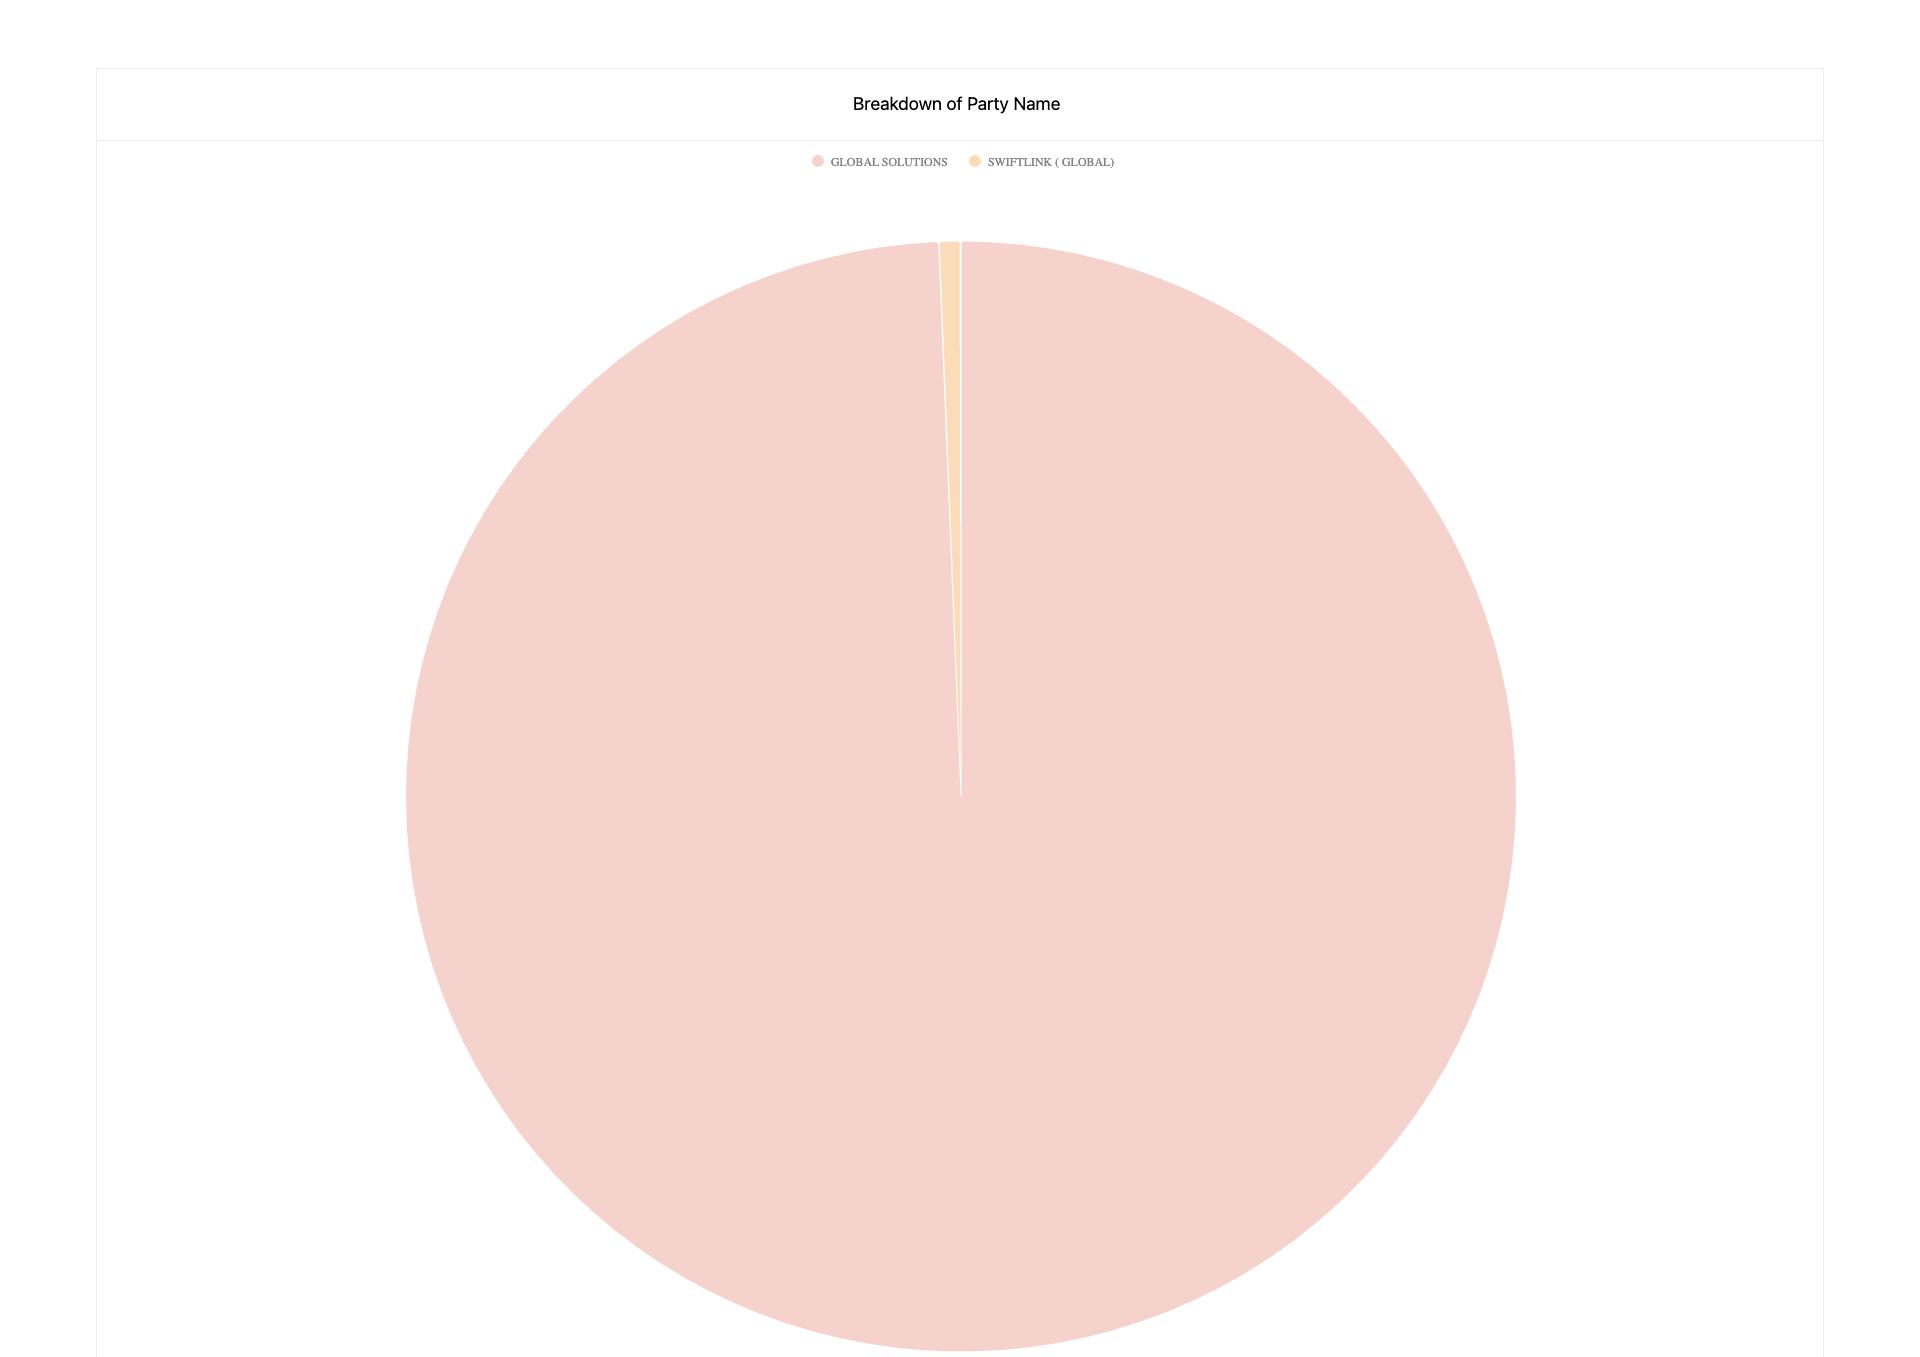 Breakdown of Party Name
GLOBAL SOLUTIONS SWIFTLINK ( GLOBAL)